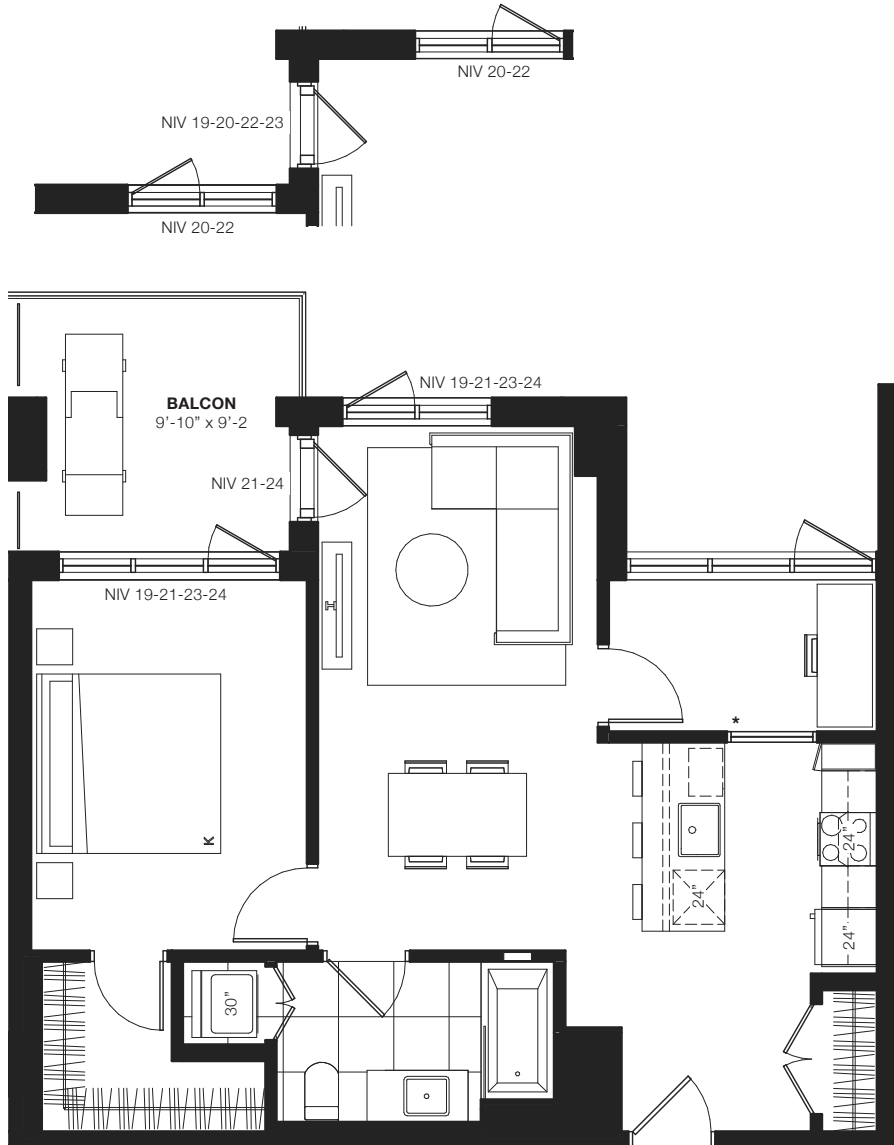 NIV 20-22
NIV 19-20-22-23
NIV 20-22
BALCON
9'-10" x 9'-2
NIV 19-21-23-24
NIV 21-24
NIV 19-21-23-24
H
*
K
24"
24"
24"
30"